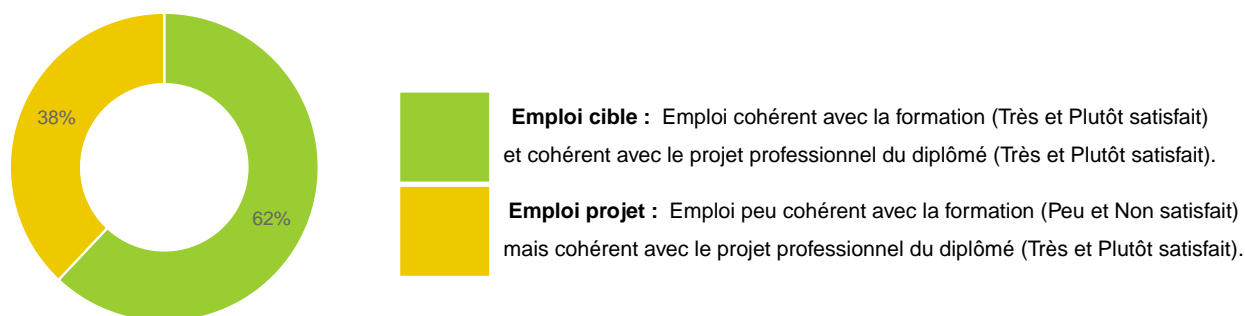 38%
62%
Emploi cible : Emploi cohérent avec la formation (Très et Plutôt satisfait)
et cohérent avec le projet professionnel du diplômé (Très et Plutôt satisfait).
Emploi projet : Emploi peu cohérent avec la formation (Peu et Non satisfait)
mais cohérent avec le projet professionnel du diplômé (Très et Plutôt satisfait).